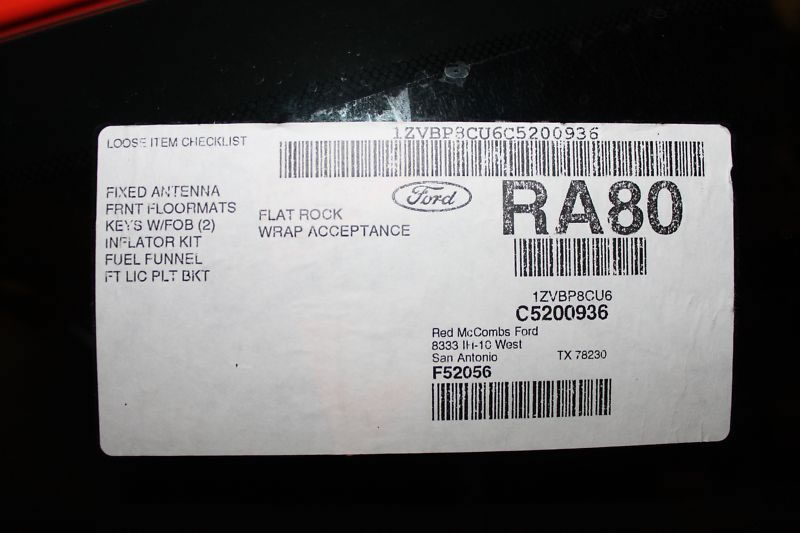 LOOSE ITEM CHECKLIST
1ZVBP8CU6C5200936
FIXED ANTENNA
FRNT FLOORMATS
KEYS W/FOB (2)
INFLATOR KIT
FUEL FUNNEL
FT LIC PLT BKT
FLAT ROCK
WRAP ACCEPTANCE
Ford
RA80
1ZVBP8CU6
C5200936
Red McCombs Ford
8333 IH-10 West
San Antonio TX 78230
F52056